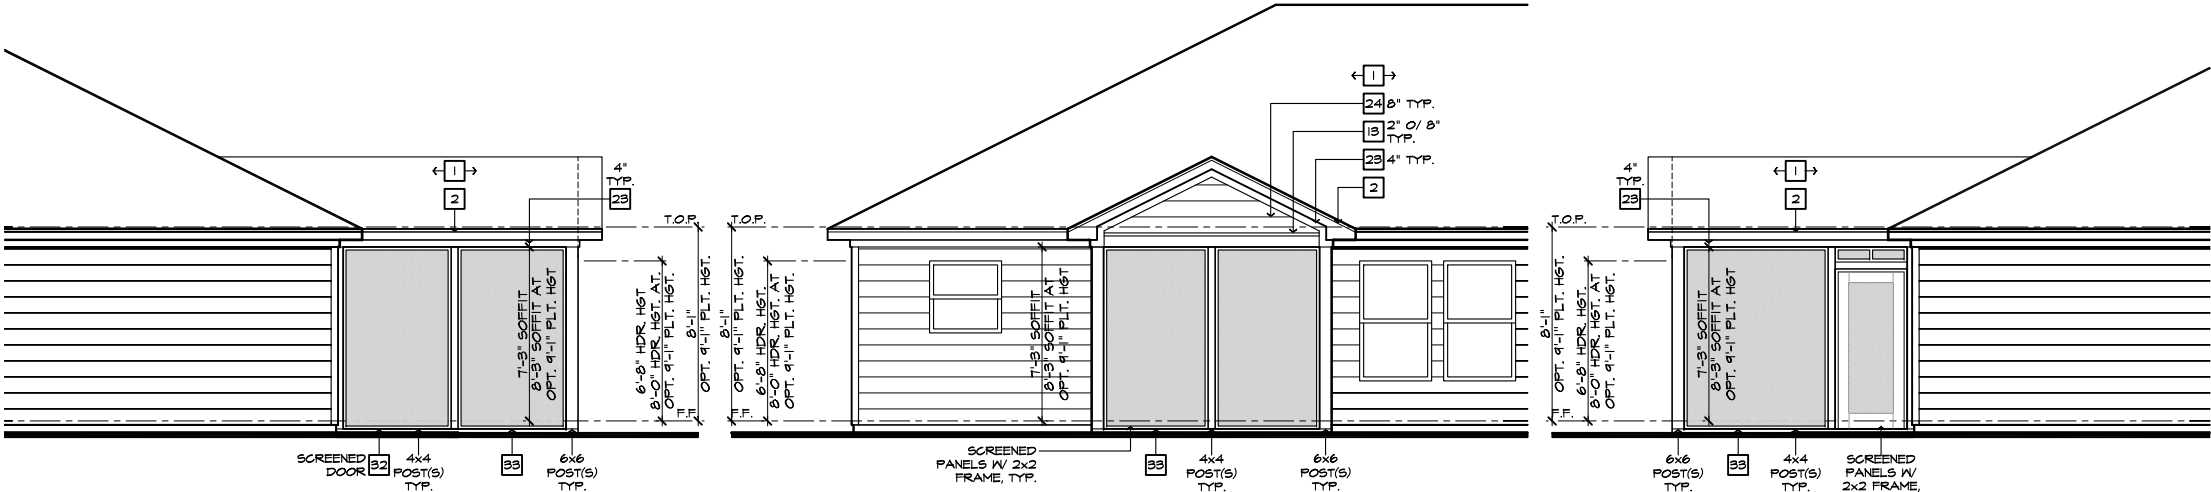 1
2
4"
TYP.
23
T.O.P.
7'-3" SOFFIT
8'-3" SOFFIT AT
OPT. 9'-1" PLT. HGT
6'-8" HDR. HGT
8'-0" HDR. HGT. AT
OPT. 9'-1" PLT. HGT.
8'-1"
OPT. 9'-1" PLT. HGT.
F.F.
SCREENED
DOOR
32
4x4
POST(S)
TYP.
33
6x6
POST(S)
TYP.
T.O.P.
8'-1"
OPT. 9'-1" PLT. HGT.
6'-8" HDR. HGT.
8'-0" HDR. HGT. AT
OPT. 9'-1" PLT. HGT.
F.F.
1
24 8" TYP.
13 2" O/ 8"
TYP.
23 4" TYP.
2
7'-3" SOFFIT
8'-3" SOFFIT AT
OPT. 9'-1" PLT. HGT
SCREENED
PANELS W/ 2x2
FRAME, TYP.
33
4x4
POST(S)
TYP.
6x6
POST(S)
TYP.
4"
TYP.
23
1
2
T.O.P.
8'-1"
OPT. 9'-1" PLT. HGT.
6'-8" HDR. HGT.
8'-0" HDR. HGT. AT
OPT. 9'-1" PLT. HGT.
F.F.
7'-3" SOFFIT
8'-3" SOFFIT AT
OPT. 9'-1" PLT. HGT
6x6
POST(S)
TYP.
33
4x4
POST(S)
TYP.
SCREENED
PANELS W/
2x2 FRAME,